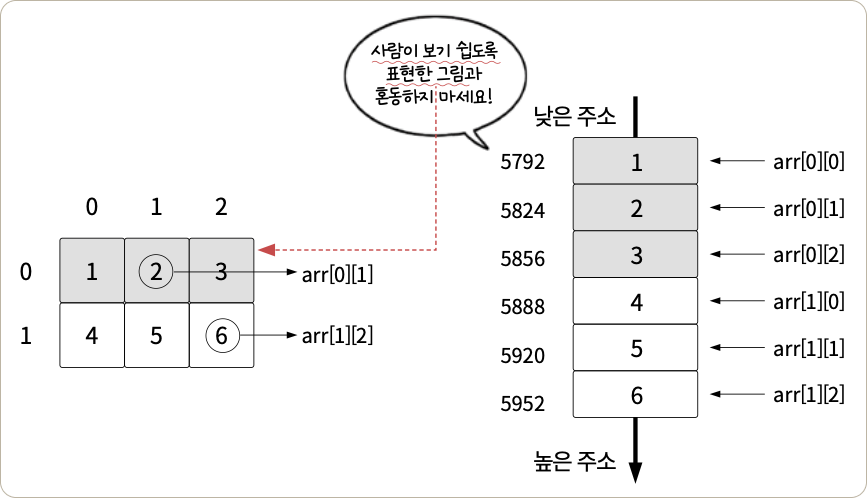 사람이 보기 쉽도록
표현한 그림과
혼동하지 마세요!
0 1 2
0 1 2 3 arr[0][1]
1 4 5 6 arr[1][2]
낮은 주소
5792 1 arr[0][0]
5824 2 arr[0][1]
5856 3 arr[0][2]
5888 4 arr[1][0]
5920 5 arr[1][1]
5952 6 arr[1][2]
높은 주소